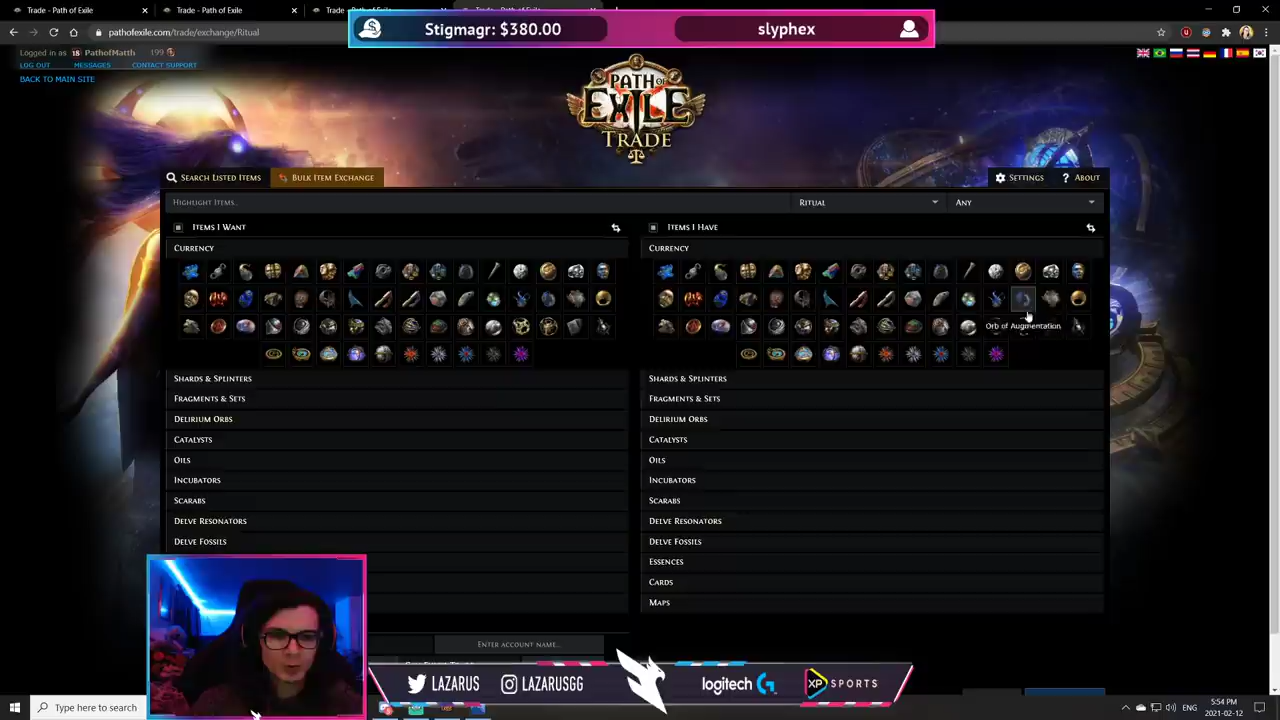 Trade - Path of Exile
Trade - Path of Exile
Trade - Path of Exile
pathofexile.com/trade/exchange/Ritual
Stigmagr: $380.00
slyphex
Logged in as PathofMatth 199
LOG OUT MESSAGES CONTACT SUPPORT
BACK TO MAIN SITE
PATH OF EXILE
TRADE
Search Listed Items
Bulk Item Exchange
Settings
? About
Highlight Items...
Ritual
Any
Items I Want
Items I Have
Currency
Currency
Orb of Augmentation
Shards & Splinters
Shards & Splinters
Fragments & Sets
Fragments & Sets
Delirium Orbs
Delirium Orbs
Catalysts
Catalysts
Oils
Oils
Incubators
Incubators
Scarabs
Scarabs
Delve Resonators
Delve Resonators
Delve Fossils
Delve Fossils
Essences
Cards
Maps
Enter account name...
LAZARUS
LAZARUSGG
logitech G
XP SPORTS
Type here to search
ENG
5:54 PM
2021-02-12